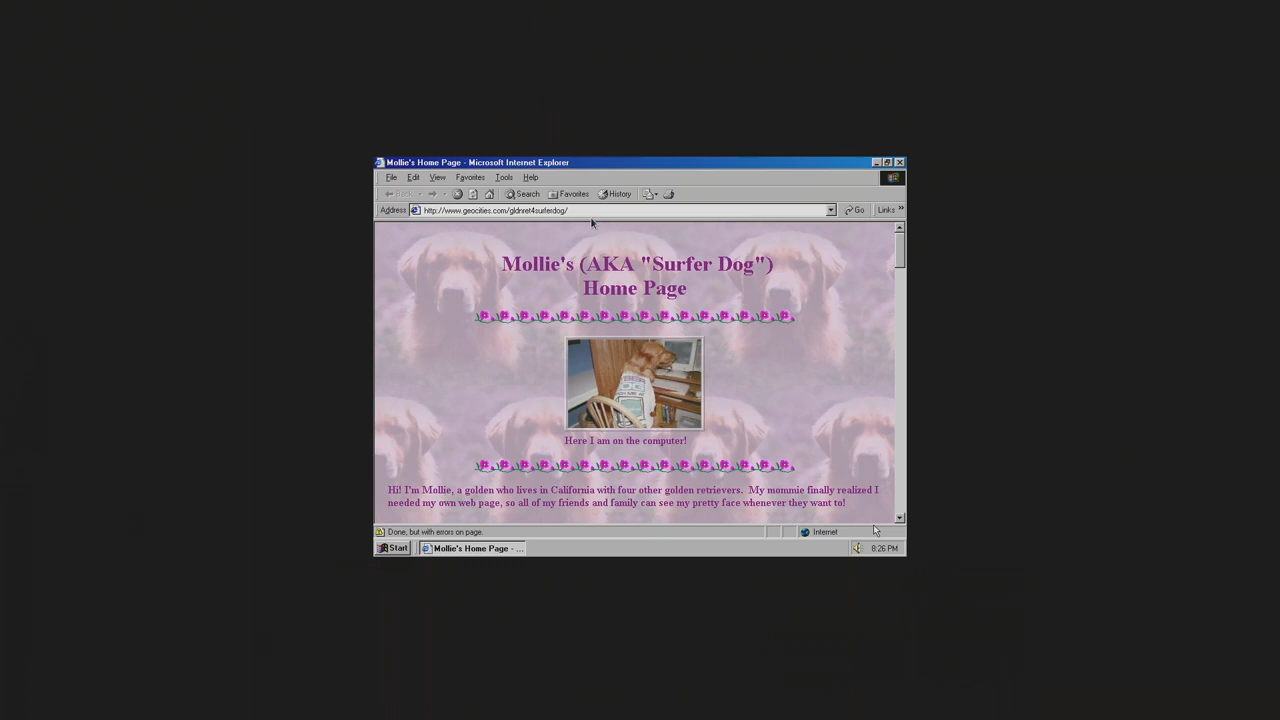 Mollie's Home Page - Microsoft Internet Explorer
File Edit View Favorites Tools Help
Back Search Favorites History
Address http://www.geocities.com/gldnret4surferdog/ Go Links »
Mollie's (AKA "Surfer Dog")
Home Page
Here I am on the computer!
Hi! I'm Mollie, a golden who lives in California with four other golden retrievers. My mommie finally realized I
needed my own web page, so all of my friends and family can see my pretty face whenever they want to!
Done, but with errors on page. Internet
Start Mollie's Home Page - ... 8:26 PM